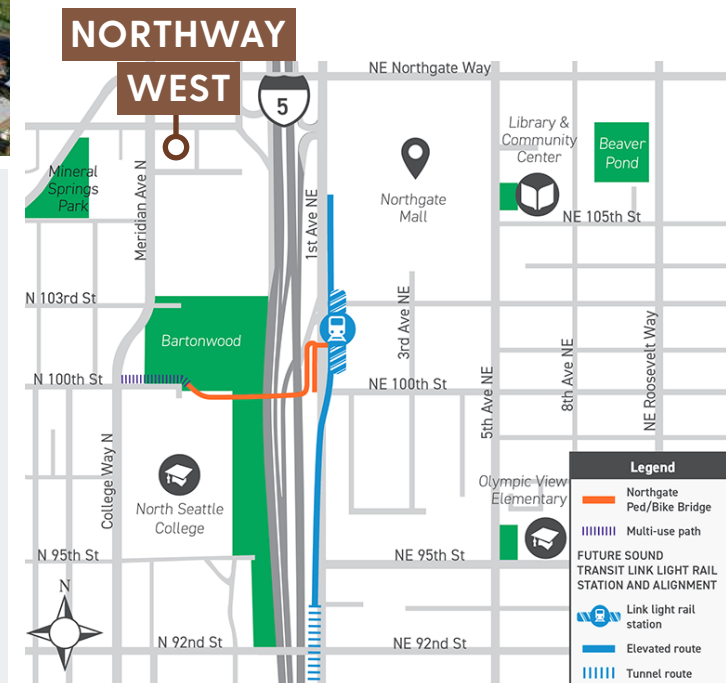 NORTHWAY
WEST
5
NE Northgate Way
Library &
Community
Center
Beaver
Pond
Mineral
Springs
Park
Meridian Ave N
1st Ave NE
Northgate
Mall
NE 105th St
N 103rd St
Bartonwood
3rd Ave NE
NE Roosevelt Way
8th Ave NE
5th Ave NE
N 100th St
NE 100th St
College Way N
North Seattle
College
Olympic View
Elementary
N 95th St
NE 95th St
N
N 92nd St
NE 92nd St
Legend
Northgate
Ped/Bike Bridge
Multi-use path
FUTURE SOUND
TRANSIT LINK LIGHT RAIL
STATION AND ALIGNMENT
Link light rail
station
Elevated route
Tunnel route